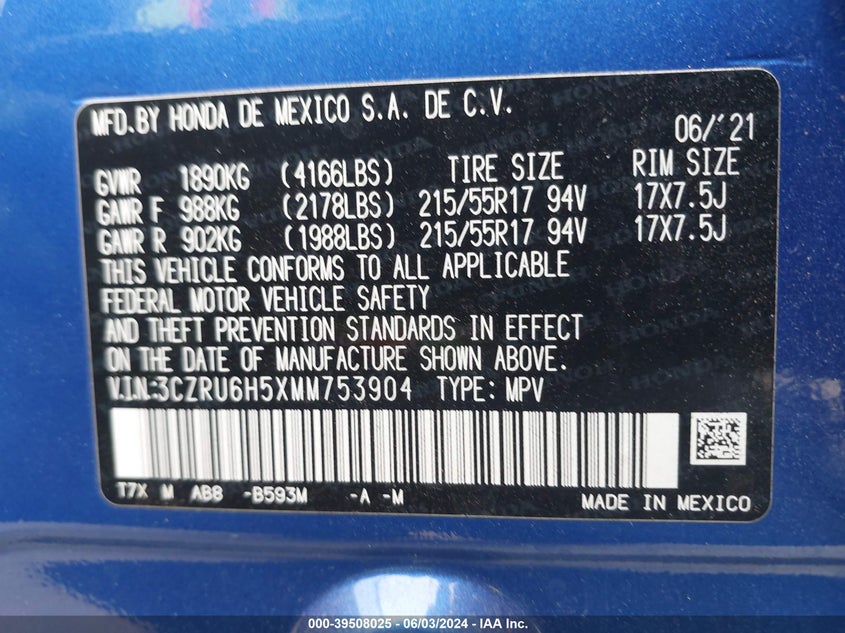 MFD.BY HONDA DE MEXICO S.A. DE C.V.
06/'21
GVWR 1890KG (4166LBS) TIRE SIZE RIM SIZE
GAWR F 988KG (2178LBS) 215/55R17 94V 17X7.5J
GAWR R 902KG (1988LBS) 215/55R17 94V 17X7.5J
THIS VEHICLE CONFORMS TO ALL APPLICABLE
FEDERAL MOTOR VEHICLE SAFETY
AND THEFT PREVENTION STANDARDS IN EFFECT
ON THE DATE OF MANUFACTURE SHOWN ABOVE.
V.I.N.:3CZRU6H5XMM753904 TYPE: MPV
T7X M AB8 -B593M -A -M
MADE IN MEXICO
000-39508025 - 06/03/2024 - IAA Inc.